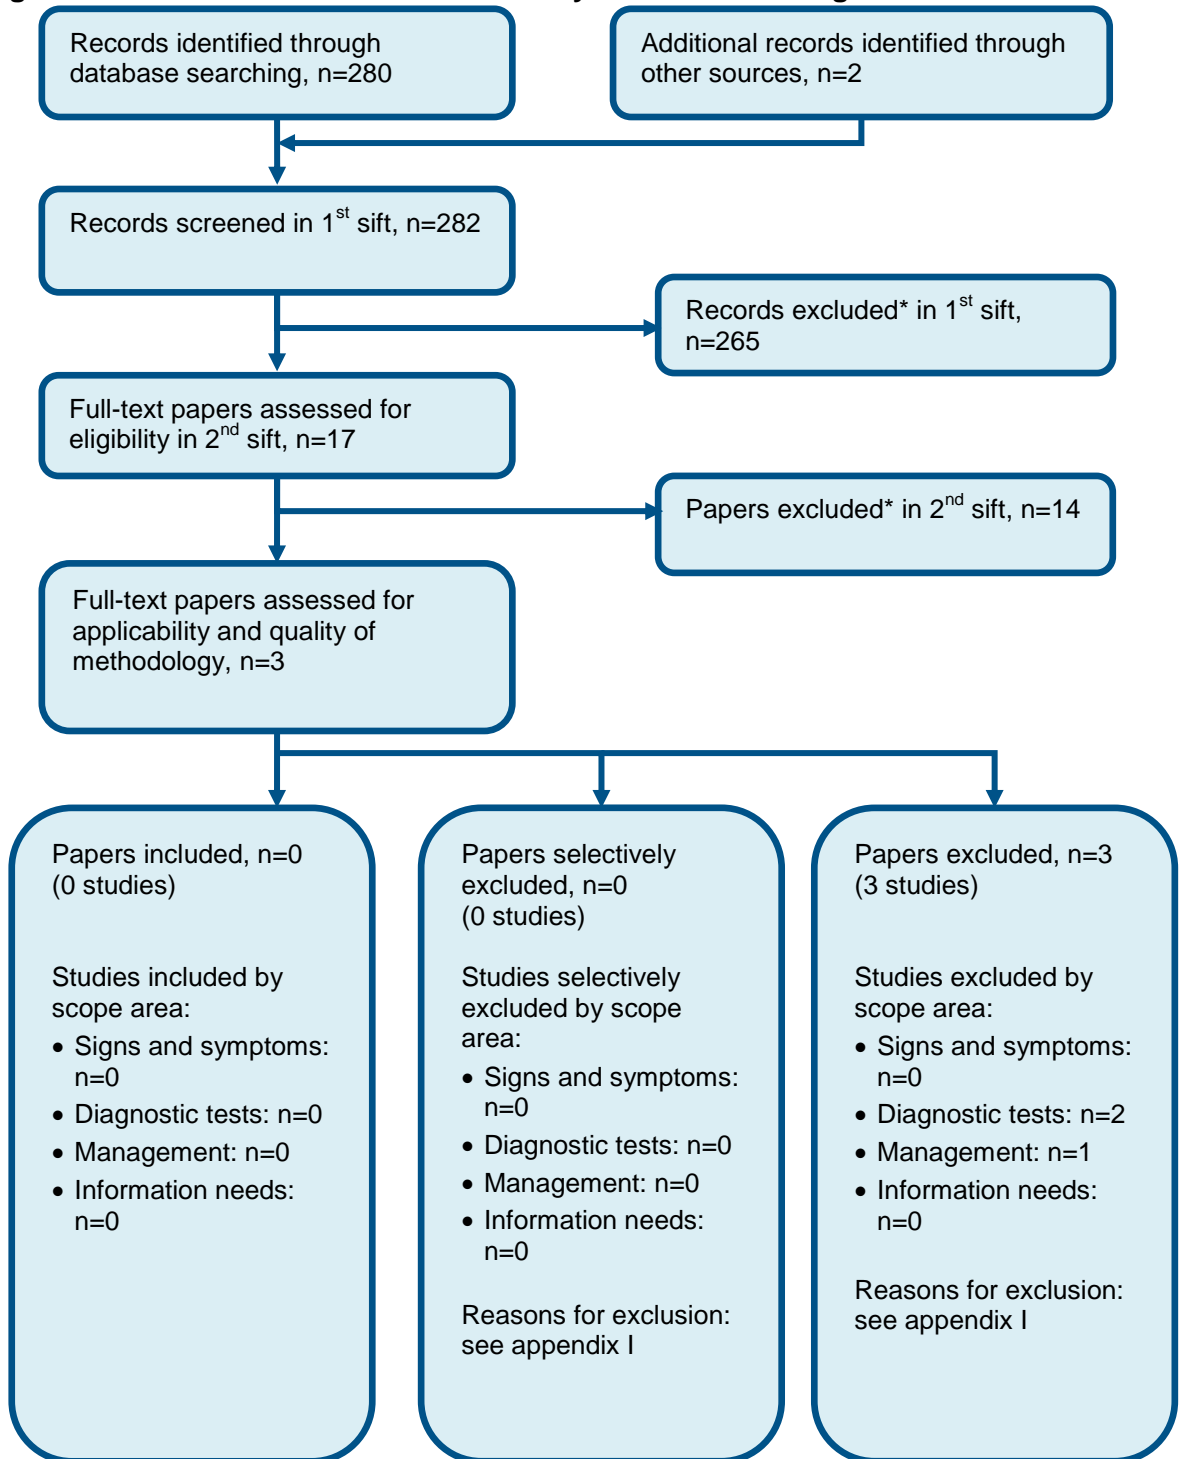 Records identified through
database searching, n=280
Additional records identified through
other sources, n=2
Records screened in 1st sift, n=282
Records excluded* in 1st sift,
n=265
Full-text papers assessed for
eligibility in 2nd sift, n=17
Papers excluded* in 2nd sift, n=14
Full-text papers assessed for
applicability and quality of
methodology, n=3
Papers included, n=0
(0 studies)
Studies included by
scope area:
• Signs and symptoms:
n=0
• Diagnostic tests: n=0
• Management: n=0
• Information needs:
n=0
Papers selectively
excluded, n=0
(0 studies)
Studies selectively
excluded by scope
area:
• Signs and symptoms:
n=0
• Diagnostic tests: n=0
• Management: n=0
• Information needs:
n=0
Reasons for exclusion:
see appendix I
Papers excluded, n=3
(3 studies)
Studies excluded by
scope area:
• Signs and symptoms:
n=0
• Diagnostic tests: n=2
• Management: n=1
• Information needs:
n=0
Reasons for exclusion:
see appendix I